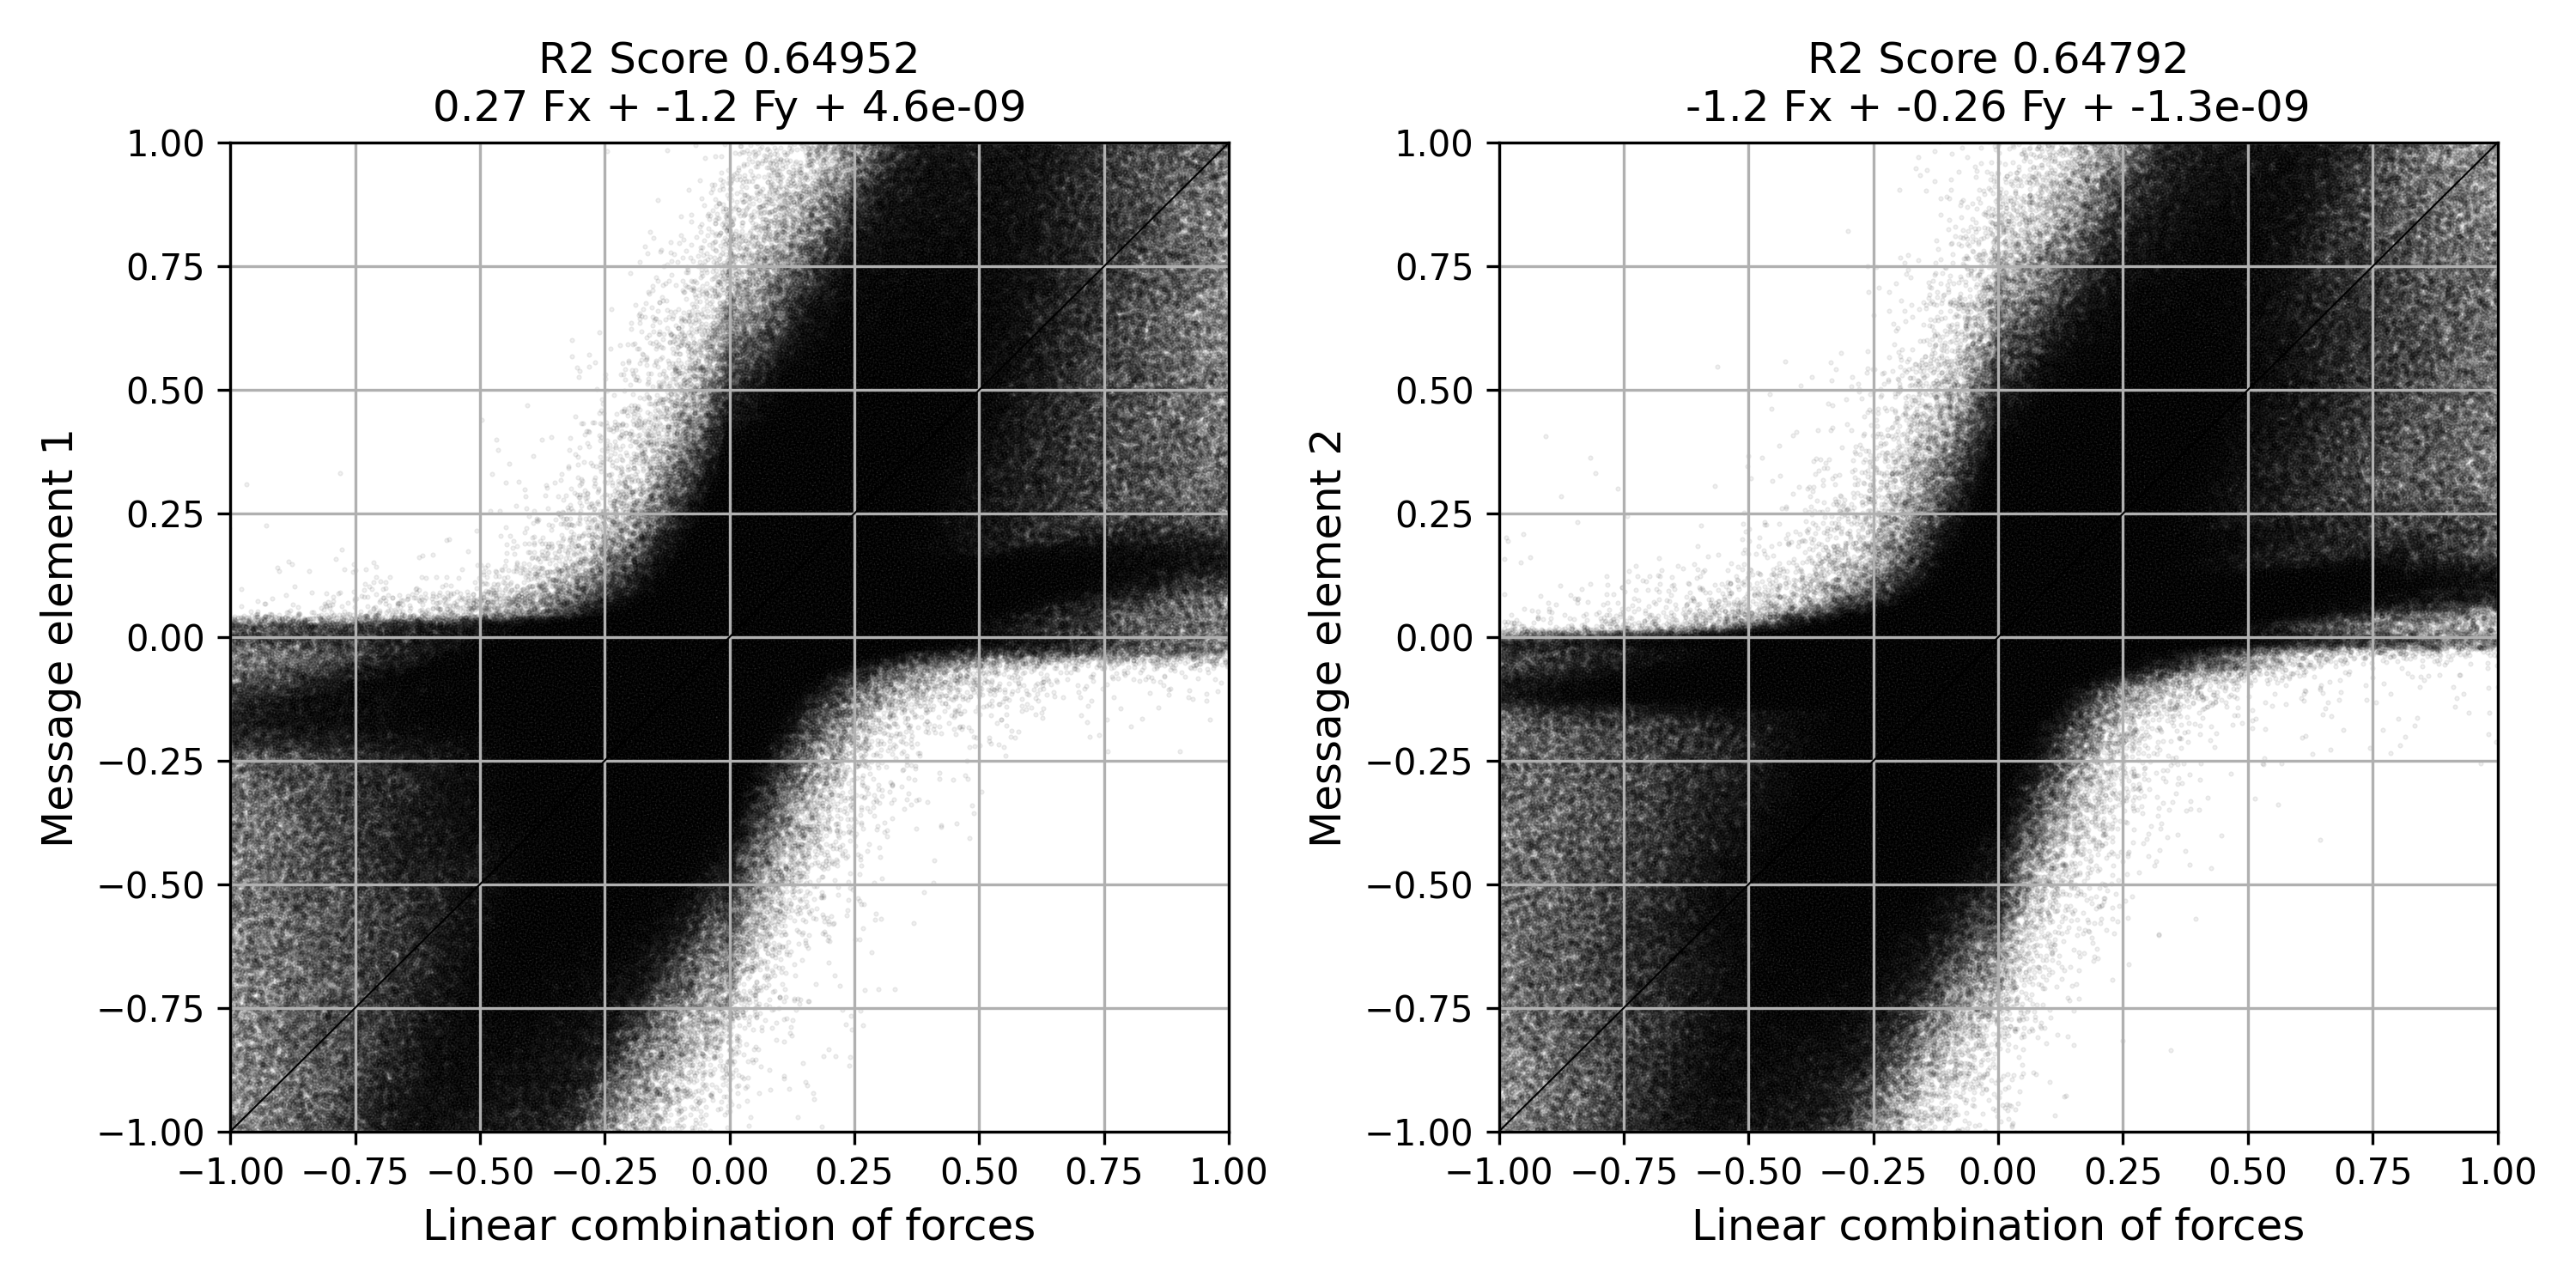 R2 Score 0.64952
0.27 Fx + -1.2 Fy + 4.6e-09
1.00
0.75
0.50
0.25
0.00
−0.25
−0.50
−0.75
−1.00
Message element 1
−1.00 −0.75 −0.50 −0.25 0.00 0.25 0.50 0.75 1.00
Linear combination of forces
R2 Score 0.64792
-1.2 Fx + -0.26 Fy + -1.3e-09
1.00
0.75
0.50
0.25
0.00
−0.25
−0.50
−0.75
−1.00
Message element 2
−1.00 −0.75 −0.50 −0.25 0.00 0.25 0.50 0.75 1.00
Linear combination of forces